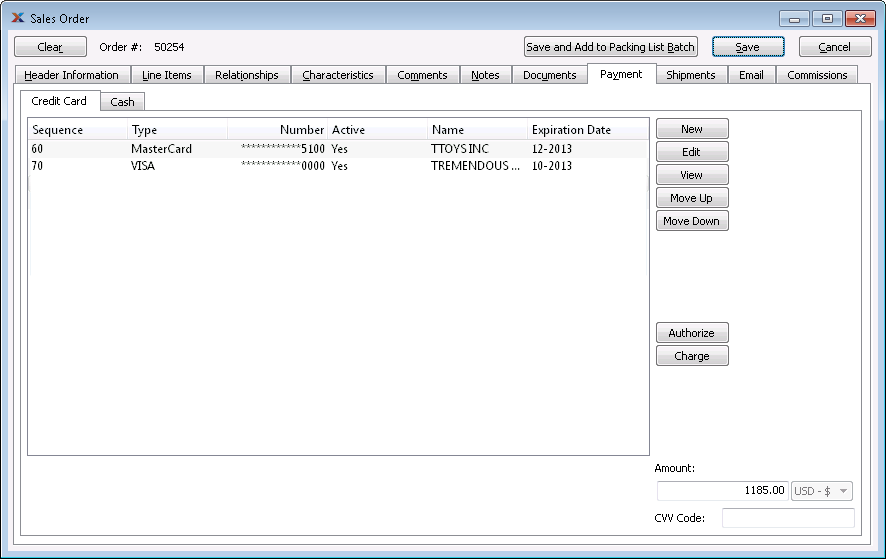 Sales Order
Clear Order #: 50254 Save and Add to Packing List Batch Save Cancel
Header Information Line Items Relationships Characteristics Comments Notes Documents Payment Shipments Email Commissions
Credit Card Cash
Sequence Type Number Active Name Expiration Date
60 MasterCard ************5100 Yes TTOYS INC 12-2013
70 VISA ************0000 Yes TREMENDOUS ... 10-2013
New
Edit
View
Move Up
Move Down
Authorize
Charge
Amount:
1185.00 USD - $
CVV Code: